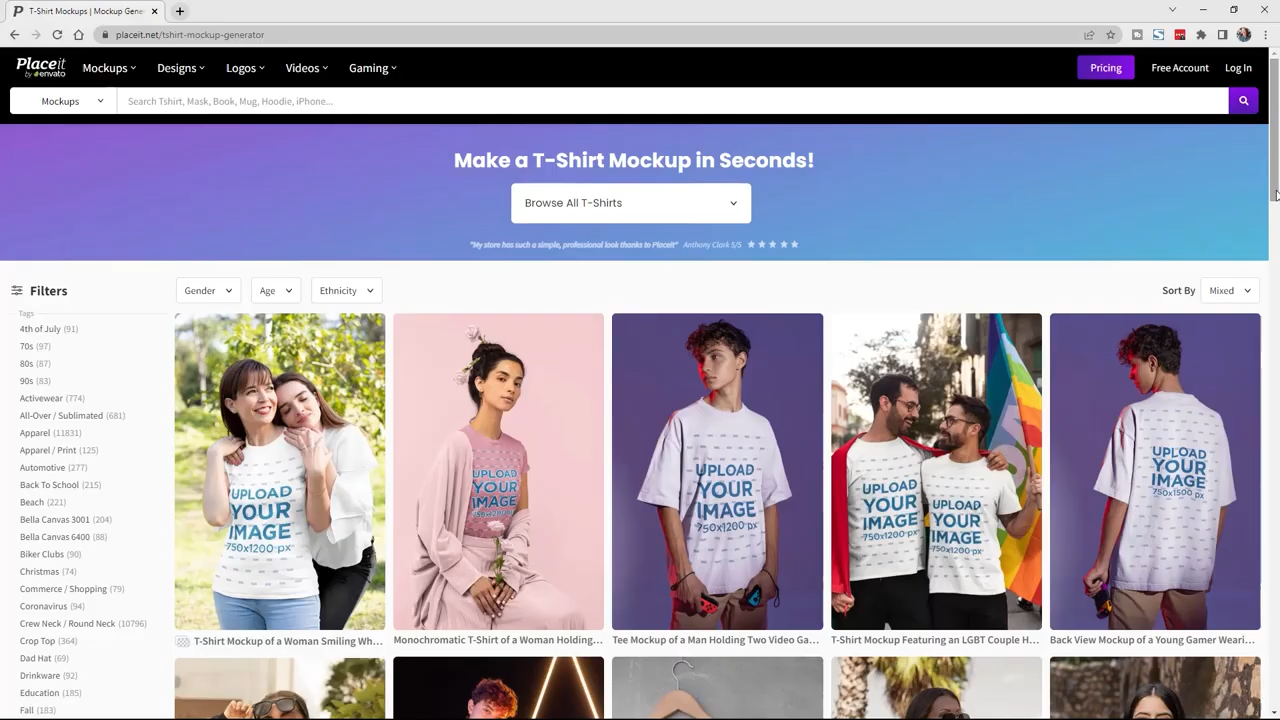 T-Shirt Mockups | Mockup Gene
placeit.net/tshirt-mockup-generator
Placeit
by envato
Mockups
Designs
Logos
Videos
Gaming
Pricing
Free Account
Log In
Mockups
Search Tshirt, Mask, Book, Mug, Hoodie, iPhone...
Make a T-Shirt Mockup in Seconds!
Browse All T-Shirts
"My store has such a simple, professional look thanks to Placeit" Anthony Clark 5/5
Filters
Gender
Age
Ethnicity
Sort By
Mixed
Tags
4th of July (91)
70s (97)
80s (87)
90s (83)
Activewear (774)
All-Over / Sublimated (681)
Apparel (11831)
Apparel / Print (125)
Automotive (277)
Back To School (215)
Beach (221)
Bella Canvas 3001 (204)
Bella Canvas 6400 (88)
Biker Clubs (90)
Christmas (74)
Commerce / Shopping (79)
Coronavirus (94)
Crew Neck / Round Neck (10796)
Crop Top (364)
Dad Hat (69)
Drinkware (92)
Education (185)
Fall (183)
UPLOAD
YOUR
IMAGE
750x1200 px
UPLOAD
YOUR
IMAGE
UPLOAD
YOUR
IMAGE
750x1200 px
UPLOAD
YOUR
IMAGE
750x1200 px
UPLOAD
YOUR
IMAGE
750x1200 px
UPLOAD
YOUR
IMAGE
750x1500 px
T-Shirt Mockup of a Woman Smiling Wh...
Monochromatic T-Shirt of a Woman Holding...
Tee Mockup of a Man Holding Two Video Ga...
T-Shirt Mockup Featuring an LGBT Couple H...
Back View Mockup of a Young Gamer Weari...